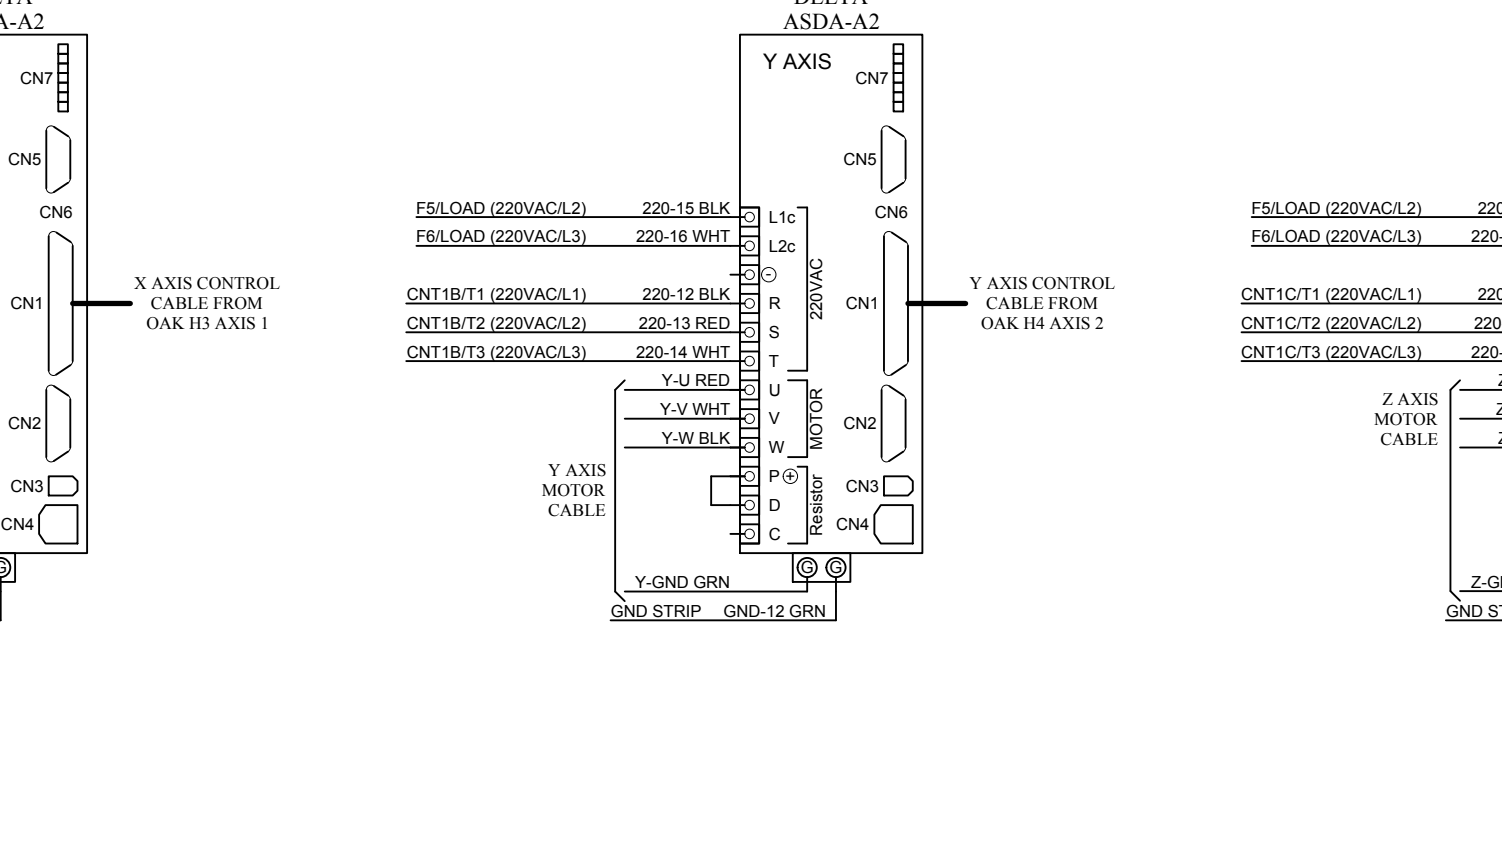 A-A2
CN7
CN5
CN6
CN1
CN2
CN3
CN4
G
X AXIS CONTROL
CABLE FROM
OAK H3 AXIS 1
DELTA
ASDA-A2
Y AXIS
CN7
CN5
CN6
CN1
CN2
CN3
CN4
F5/LOAD (220VAC/L2) 220-15 BLK L1c
F6/LOAD (220VAC/L3) 220-16 WHT L2c
-
CNT1B/T1 (220VAC/L1) 220-12 BLK R
CNT1B/T2 (220VAC/L2) 220-13 RED S
CNT1B/T3 (220VAC/L3) 220-14 WHT T
220VAC
Y-U RED U
Y-V WHT V
Y-W BLK W
MOTOR
P+
D
C
Resistor
Y AXIS
MOTOR
CABLE
G G
Y-GND GRN
GND STRIP GND-12 GRN
Y AXIS CONTROL
CABLE FROM
OAK H4 AXIS 2
F5/LOAD (220VAC/L2) 220
F6/LOAD (220VAC/L3) 220-
CNT1C/T1 (220VAC/L1) 220
CNT1C/T2 (220VAC/L2) 220
CNT1C/T3 (220VAC/L3) 220-
Z AXIS
MOTOR
CABLE